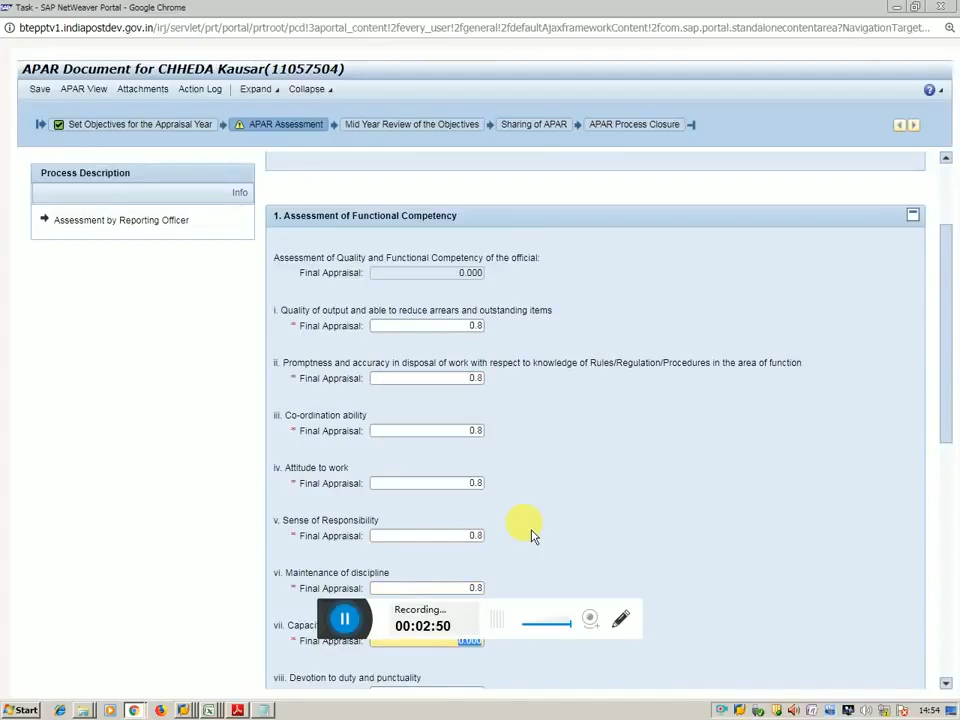 Task - SAP NetWeaver Portal - Google Chrome
btepptv1.indiapostdev.gov.in/irj/servlet/prt/portal/prtroot/pcd!3aportal_content!2fevery_user!2fgeneral!2fdefaultAjaxframeworkContent!2fcom.sap.portal.standalonecontentarea?NavigationTarget...
APAR Document for CHHEDA Kausar(11057504)
Save APAR View Attachments Action Log Expand Collapse
Set Objectives for the Appraisal Year APAR Assessment Mid Year Review of the Objectives Sharing of APAR APAR Process Closure
Process Description
Info
Assessment by Reporting Officer
1. Assessment of Functional Competency
Assessment of Quality and Functional Competency of the official:
Final Appraisal: 0.000
i. Quality of output and able to reduce arrears and outstanding items
* Final Appraisal: 0.8
ii. Promptness and accuracy in disposal of work with respect to knowledge of Rules/Regulation/Procedures in the area of function
* Final Appraisal: 0.8
iii. Co-ordination ability
* Final Appraisal: 0.8
iv. Attitude to work
* Final Appraisal: 0.8
v. Sense of Responsibility
* Final Appraisal: 0.8
vi. Maintenance of discipline
* Final Appraisal: 0.8
Recording...
00:02:50
vii.
* Final Appraisal: 0.000
viii. Devotion to duty and punctuality
Start 14:54